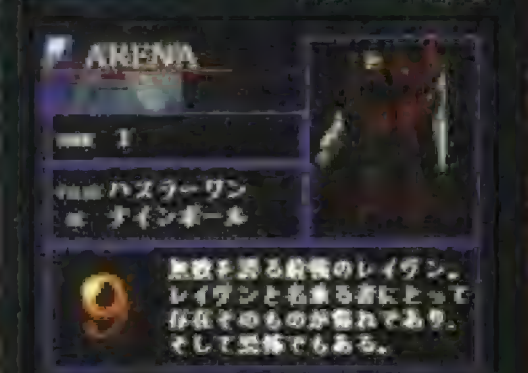 ARENA
1
ハスラーワン
ナインボール
無敵を誇る最強のレイヴン。
レイヴンと名乗る者にとって
存在そのものが憧れであり、
そして恐怖でもある。
9